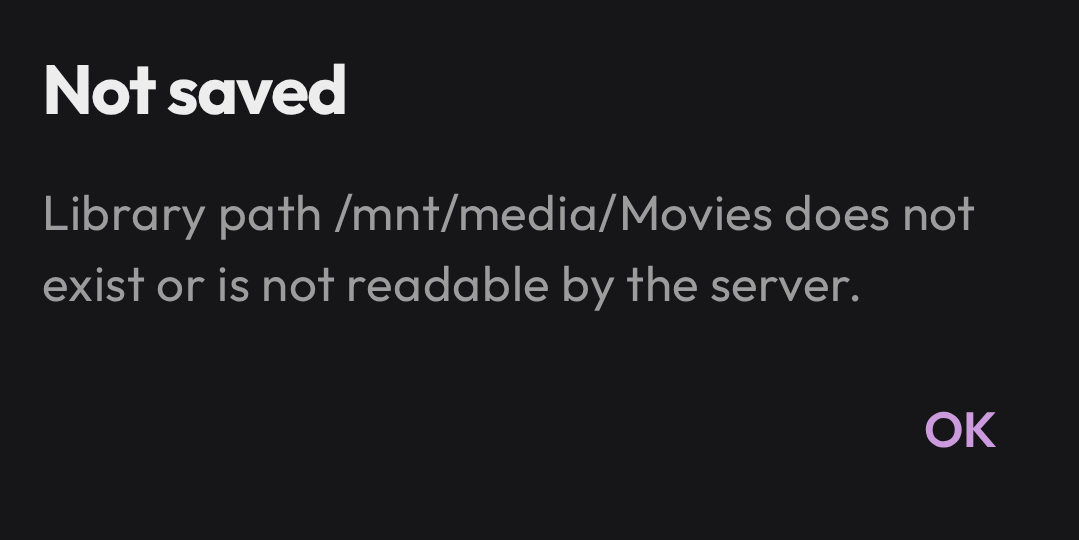 Not saved
Library path /mnt/media/Movies does not
exist or is not readable by the server.
OK